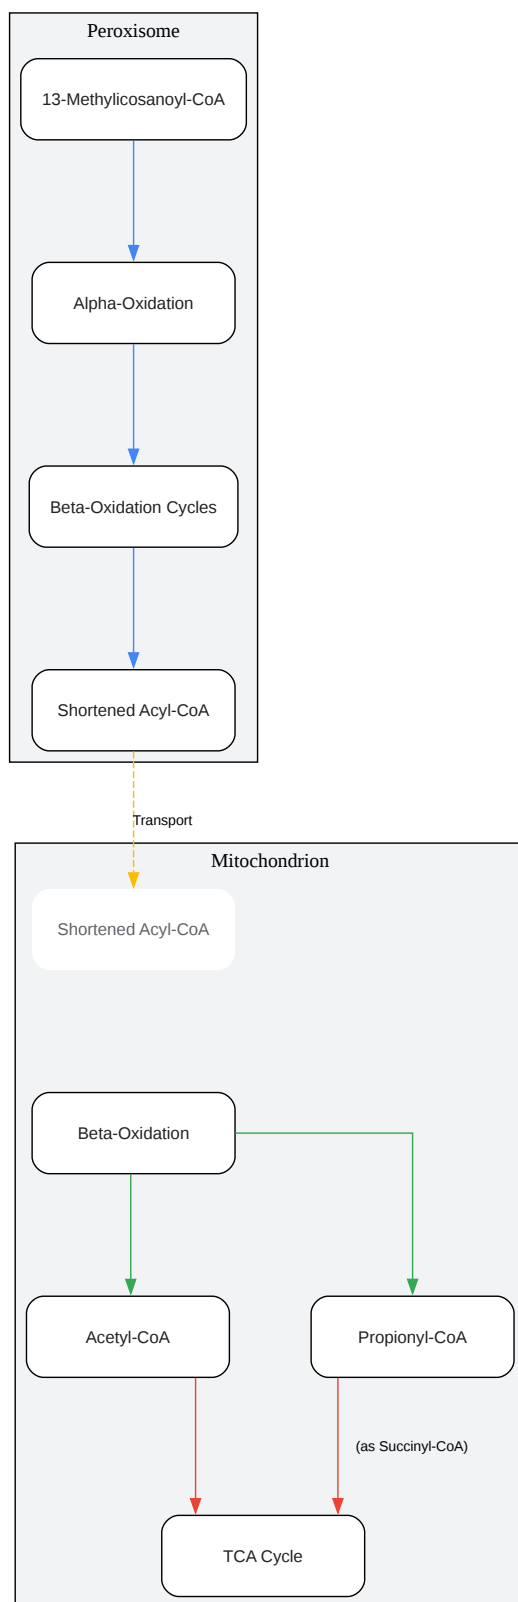 Peroxisome
13-Methylicosanoyl-CoA
Alpha-Oxidation
Beta-Oxidation Cycles
Shortened Acyl-CoA
Transport
Mitochondrion
Shortened Acyl-CoA
Beta-Oxidation
Acetyl-CoA
Propionyl-CoA
(as Succinyl-CoA)
TCA Cycle